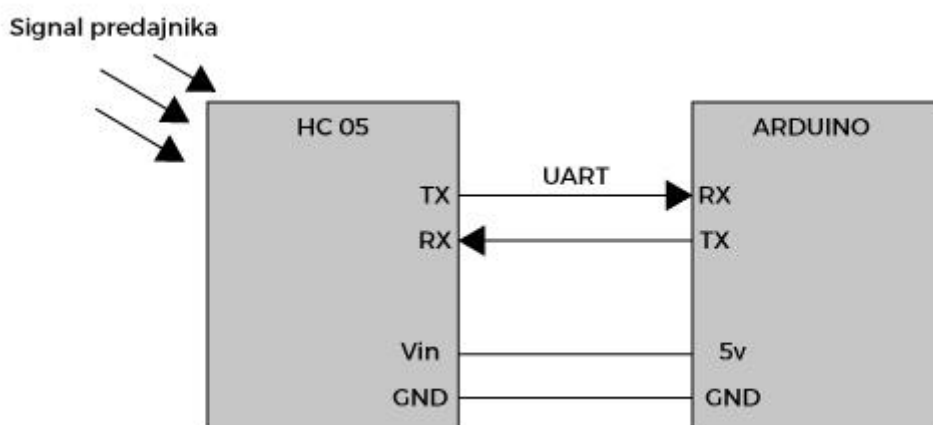 Signal predajnika
HC 05
ARDUINO
UART
TX
RX
RX
TX
Vin
5v
GND
GND